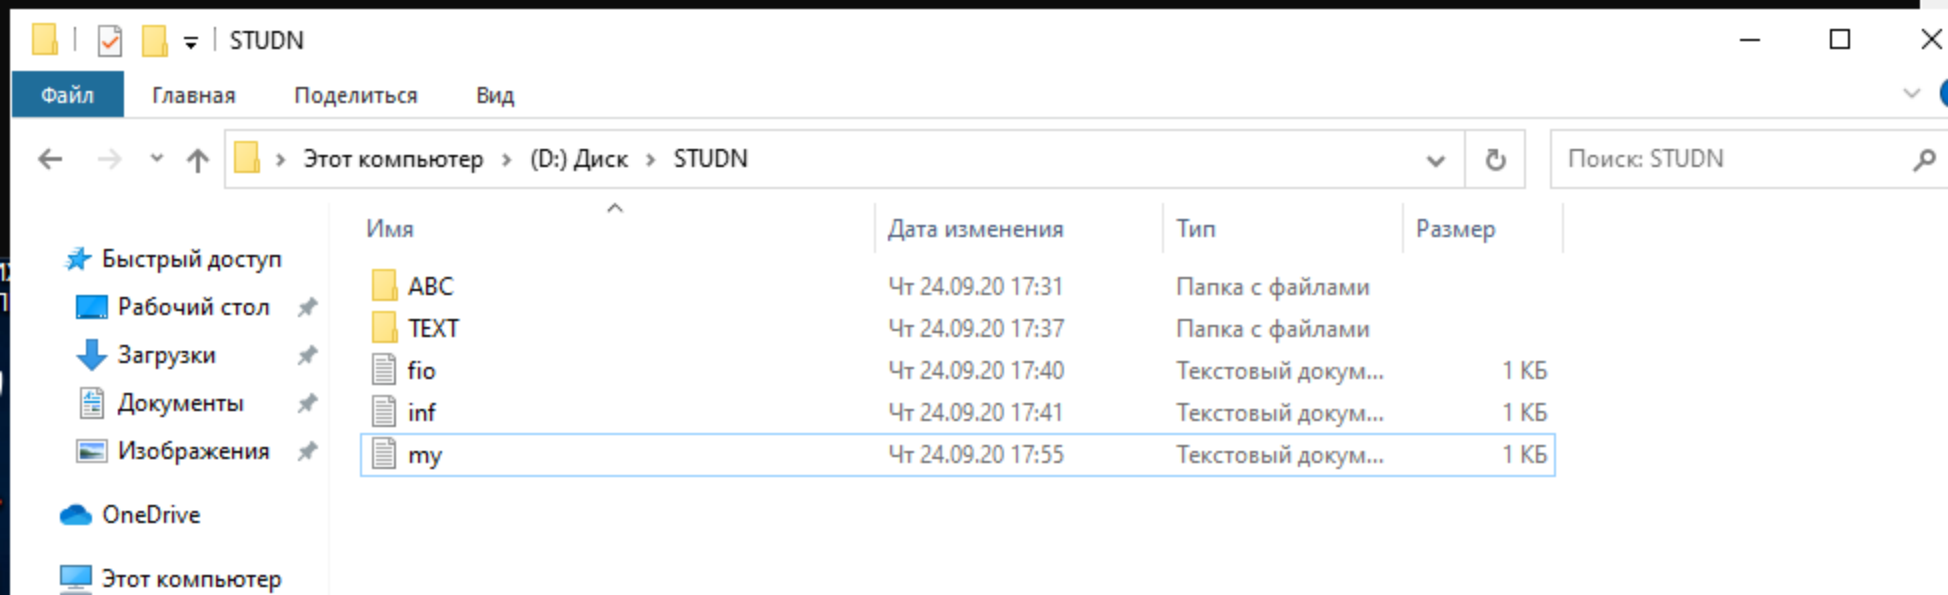 STUDN
Файл Главная Поделиться Вид
Этот компьютер (D:) Диск STUDN Поиск: STUDN
Имя Дата изменения Тип Размер
Быстрый доступ
Рабочий стол
Загрузки
Документы
Изображения
OneDrive
Этот компьютер
ABC Чт 24.09.20 17:31 Папка с файлами
TEXT Чт 24.09.20 17:37 Папка с файлами
fio Чт 24.09.20 17:40 Текстовый докум... 1 КБ
inf Чт 24.09.20 17:41 Текстовый докум... 1 КБ
my Чт 24.09.20 17:55 Текстовый докум... 1 КБ